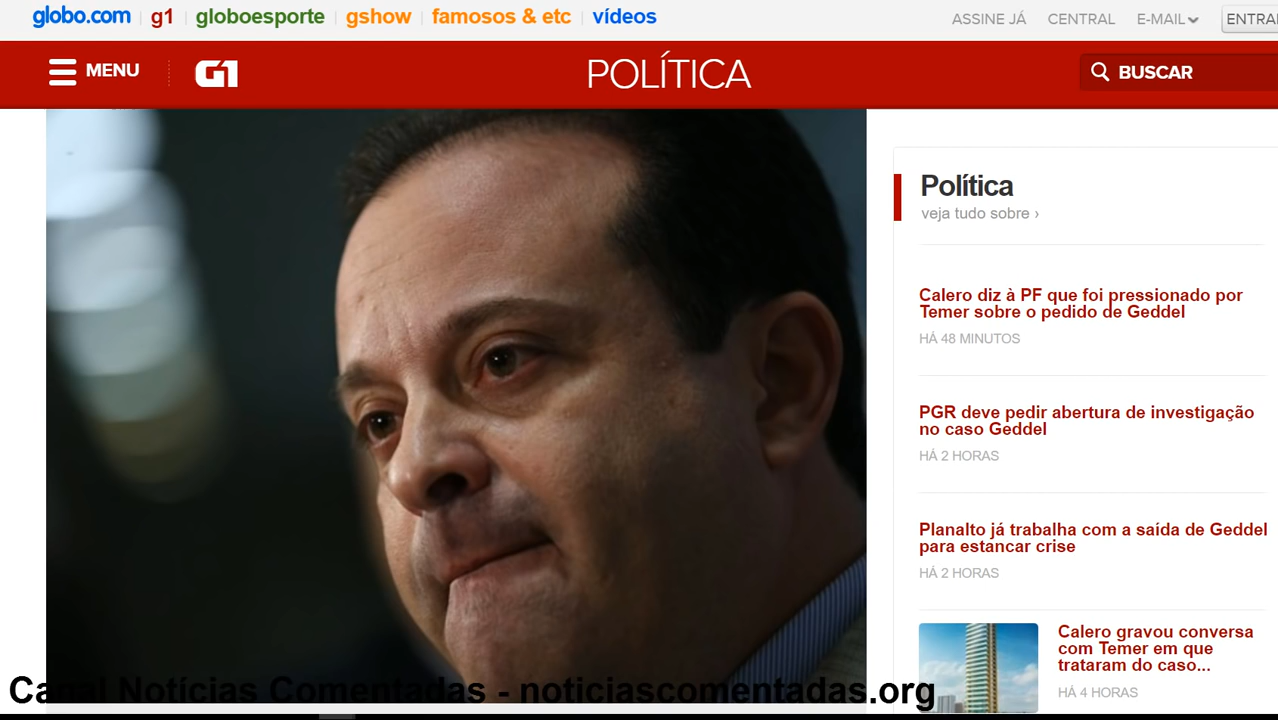 globo.com g1 globoesporte gshow famosos & etc vídeos ASSINE JÁ CENTRAL E-MAIL
MENU G1 POLÍTICA BUSCAR
Política
veja tudo sobre ›
Calero diz à PF que foi pressionado por
Temer sobre o pedido de Geddel
HÁ 48 MINUTOS
PGR deve pedir abertura de investigação
no caso Geddel
HÁ 2 HORAS
Planalto já trabalha com a saída de Geddel
para estancar crise
HÁ 2 HORAS
Calero gravou conversa
com Temer em que
trataram do caso...
HÁ 4 HORAS
Canal Notícias Comentadas - noticiascomentadas.org